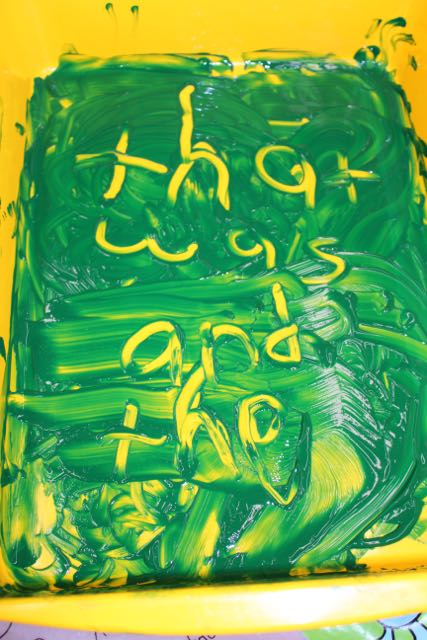 that
was
and
the